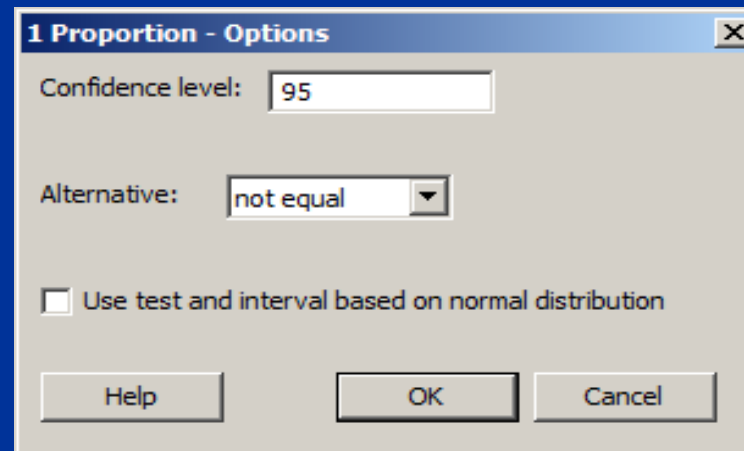 1 Proportion - Options
Confidence level: 95
Alternative: not equal
Use test and interval based on normal distribution
Help OK Cancel